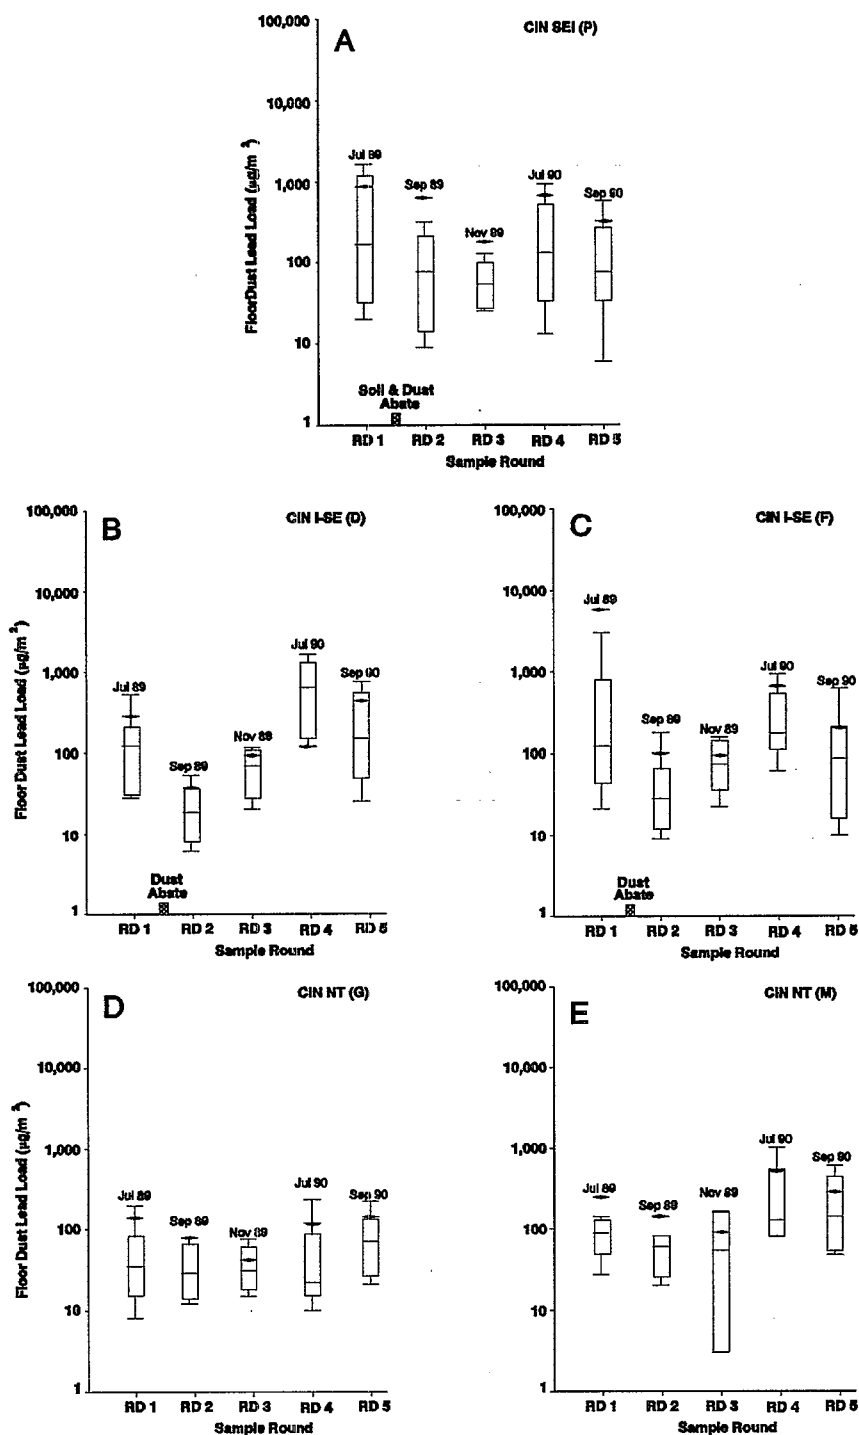 A
CIN SEI (P)
100,000
10,000
1,000
100
10
1
FloorDust Lead Load (µg/m²)
Jul 89
Sep 89
Nov 89
Jul 90
Sep 90
Soil & Dust
Abate
RD 1 RD 2 RD 3 RD 4 RD 5
Sample Round
B
CIN I-SE (D)
100,000
10,000
1,000
100
10
1
Floor Dust Lead Load (µg/m²)
Jul 89
Sep 89
Nov 89
Jul 90
Sep 90
Dust
Abate
RD 1 RD 2 RD 3 RD 4 RD 5
Sample Round
C
CIN I-SE (F)
100,000
10,000
1,000
100
10
1
Jul 89
Sep 89
Nov 89
Jul 90
Sep 90
Dust
Abate
RD 1 RD 2 RD 3 RD 4 RD 5
Sample Round
D
CIN NT (G)
100,000
10,000
1,000
100
10
1
Floor Dust Lead Load (µg/m²)
Jul 89
Sep 89
Nov 89
Jul 90
Sep 90
RD 1 RD 2 RD 3 RD 4 RD 5
Sample Round
E
CIN NT (M)
100,000
10,000
1,000
100
10
1
Jul 89
Sep 89
Nov 89
Jul 90
Sep 90
RD 1 RD 2 RD 3 RD 4 RD 5
Sample Round